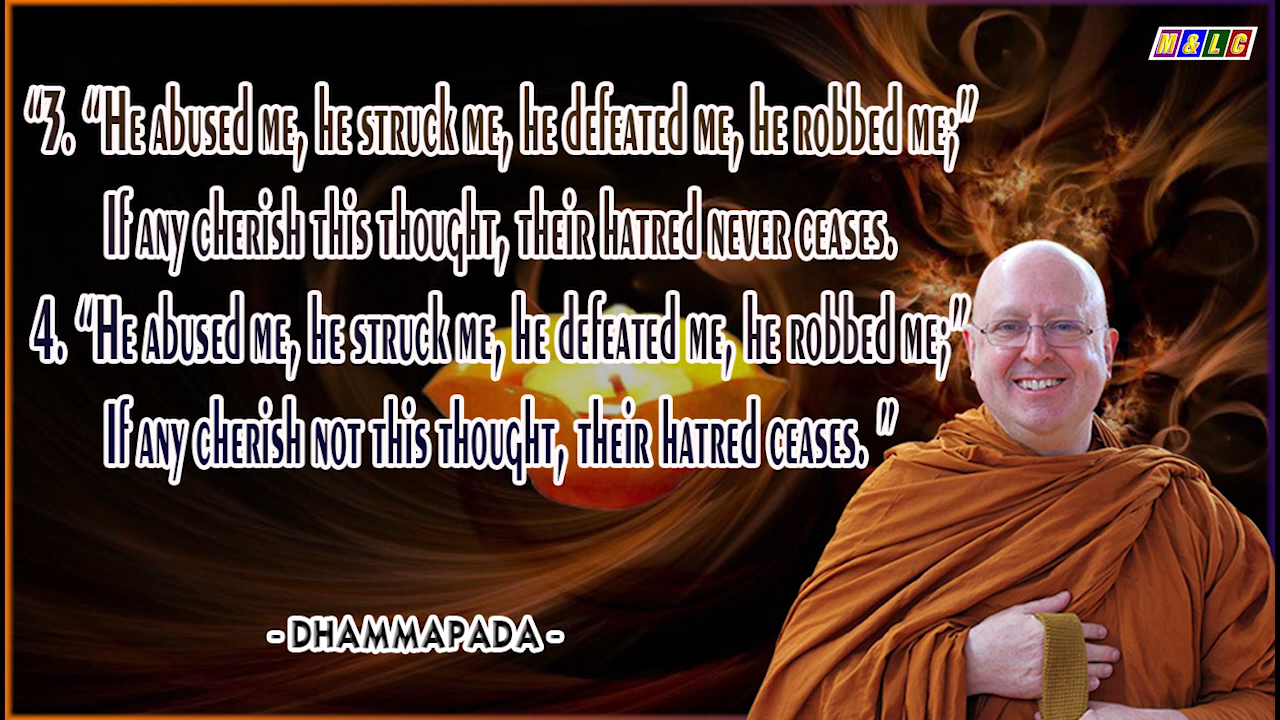 M & L C
“3. “He abused me, he struck me, he defeated me, he robbed me;”
If any cherish this thought, their hatred never ceases.
4. “He abused me, he struck me, he defeated me, he robbed me;”
If any cherish not this thought, their hatred ceases. ”
- DHAMMAPADA -